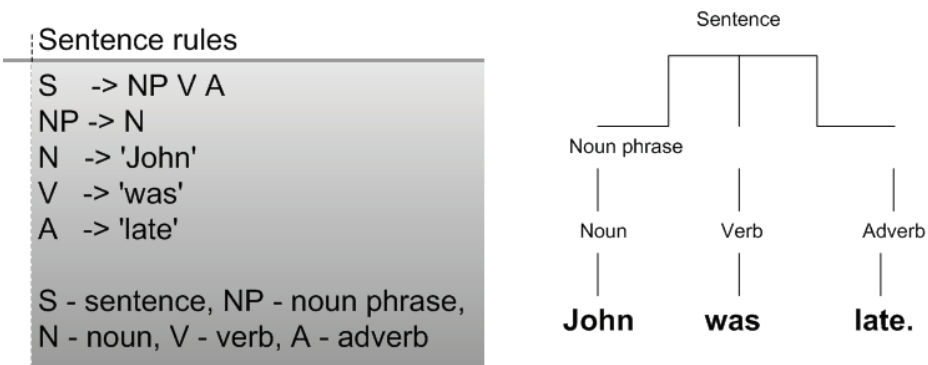 Sentence rules
S -> NP V A
NP -> N
N -> 'John'
V -> 'was'
A -> 'late'
S - sentence, NP - noun phrase,
N - noun, V - verb, A - adverb
Sentence
Noun phrase
Noun Verb Adverb
John was late.